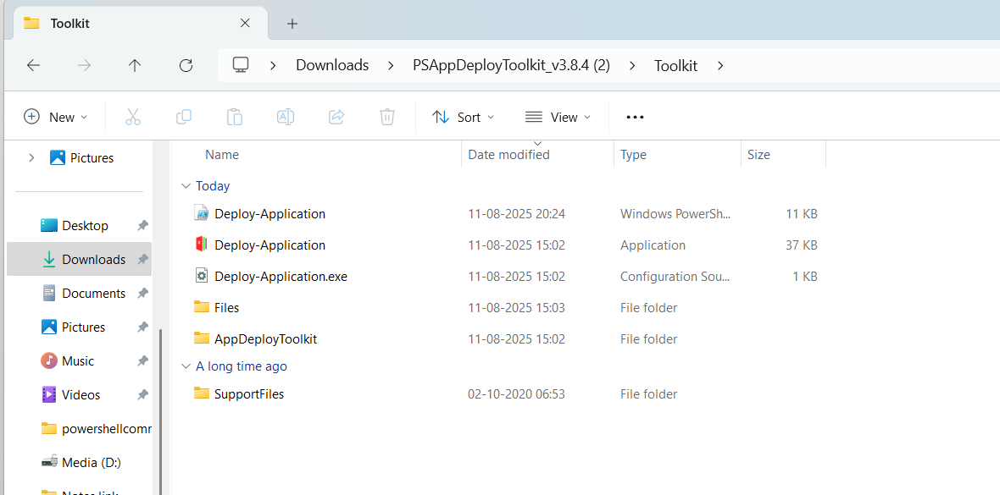 Toolkit
Downloads PSAppDeployToolkit_v3.8.4 (2) Toolkit
New Sort View
Pictures
Name Date modified Type Size
Today
Deploy-Application 11-08-2025 20:24 Windows PowerSh... 11 KB
Desktop
Deploy-Application 11-08-2025 15:02 Application 37 KB
Downloads
Deploy-Application.exe 11-08-2025 15:02 Configuration Sou... 1 KB
Documents
Files 11-08-2025 15:03 File folder
Pictures
AppDeployToolkit 11-08-2025 15:02 File folder
Music
A long time ago
Videos
SupportFiles 02-10-2020 06:53 File folder
powershellcomm
Media (D:)
Notes link